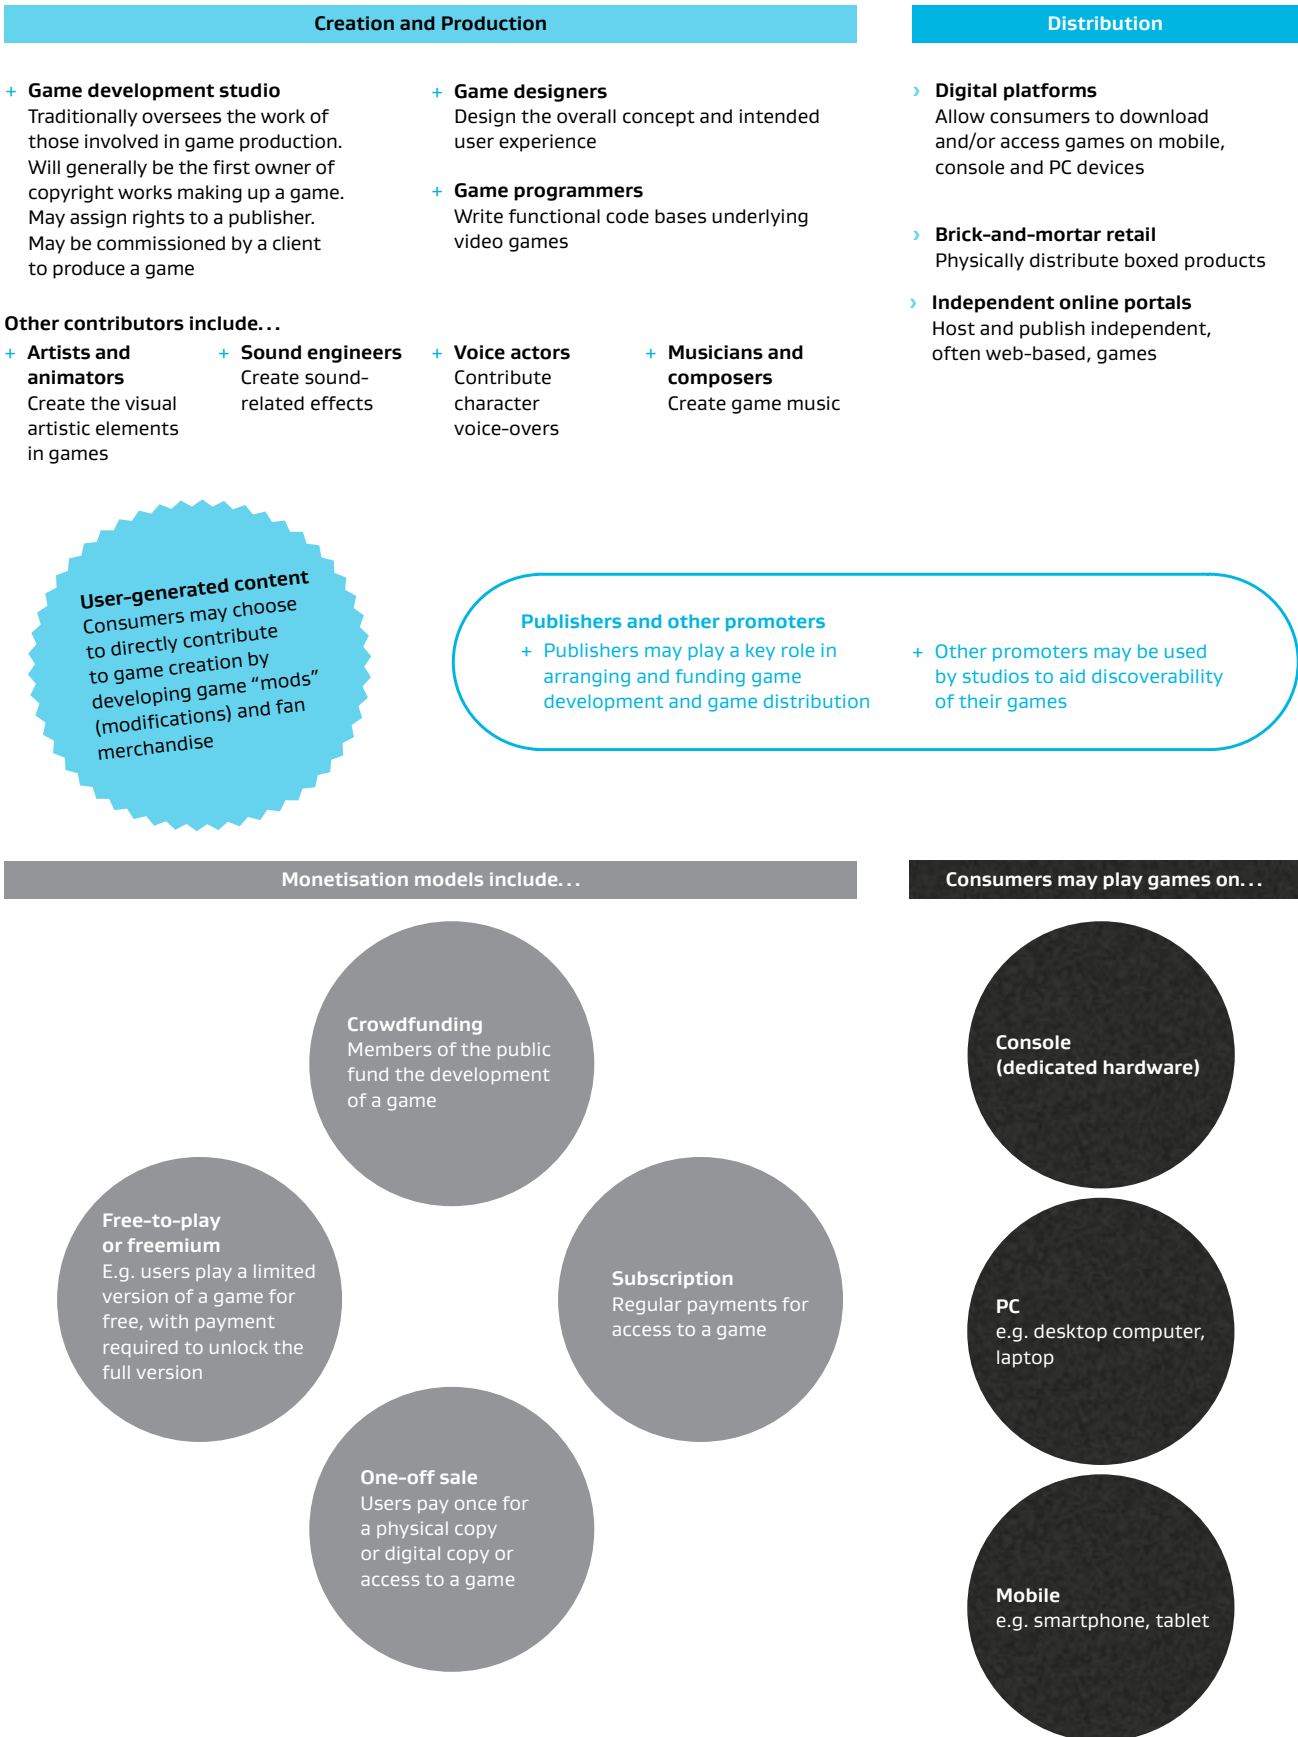 Creation and Production
+ Game development studio
Traditionally oversees the work of
those involved in game production.
Will generally be the first owner of
copyright works making up a game.
May assign rights to a publisher.
May be commissioned by a client
to produce a game
+ Game designers
Design the overall concept and intended
user experience
+ Game programmers
Write functional code bases underlying
video games
Other contributors include...
+ Artists and
animators
Create the visual
artistic elements
in games
+ Sound engineers
Create sound-
related effects
+ Voice actors
Contribute
character
voice-overs
+ Musicians and
composers
Create game music
Distribution
› Digital platforms
Allow consumers to download
and/or access games on mobile,
console and PC devices
› Brick-and-mortar retail
Physically distribute boxed products
› Independent online portals
Host and publish independent,
often web-based, games
User-generated content
Consumers may choose
to directly contribute
to game creation by
developing game “mods”
(modifications) and fan
merchandise
Publishers and other promoters
+ Publishers may play a key role in
arranging and funding game
development and game distribution
+ Other promoters may be used
by studios to aid discoverability
of their games
Monetisation models include...
Crowdfunding
Members of the public
fund the development
of a game
Free-to-play
or freemium
E.g. users play a limited
version of a game for
free, with payment
required to unlock the
full version
Subscription
Regular payments for
access to a game
One-off sale
Users pay once for
a physical copy
or digital copy or
access to a game
Consumers may play games on...
Console
(dedicated hardware)
PC
e.g. desktop computer,
laptop
Mobile
e.g. smartphone, tablet